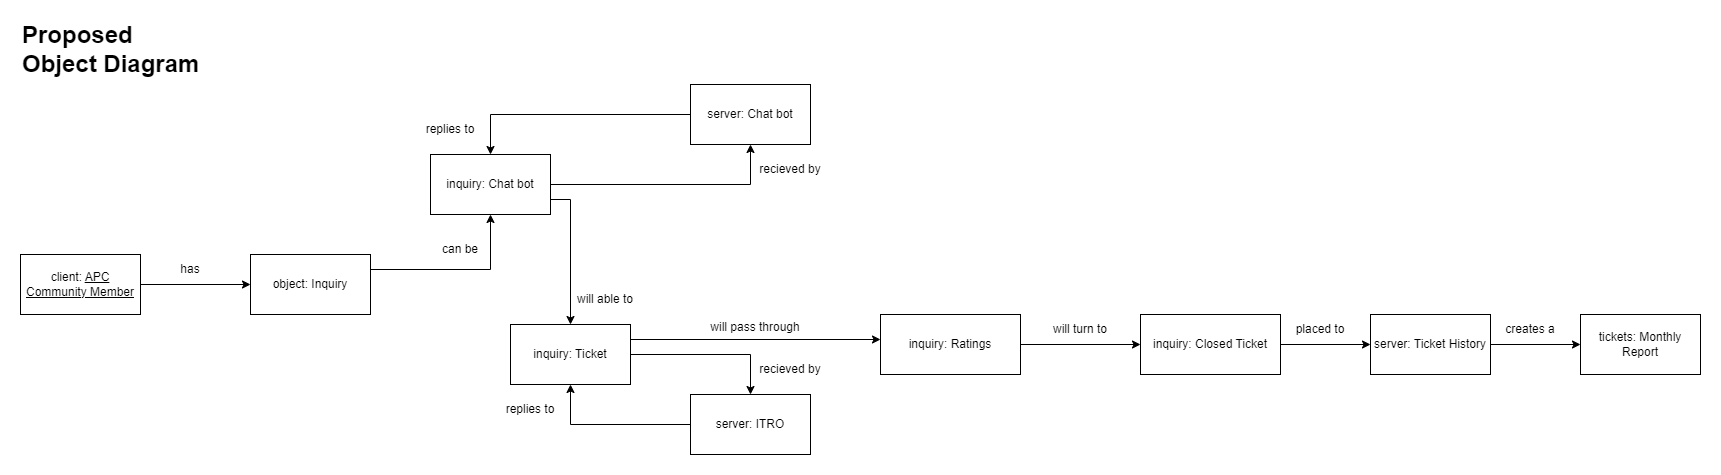 Proposed
Object Diagram
server: Chat bot
replies to
recieved by
inquiry: Chat bot
can be
client: APC
Community Member
has
object: Inquiry
will able to
will pass through
inquiry: Ticket
recieved by
replies to
server: ITRO
inquiry: Ratings
will turn to
inquiry: Closed Ticket
placed to
server: Ticket History
creates a
tickets: Monthly
Report